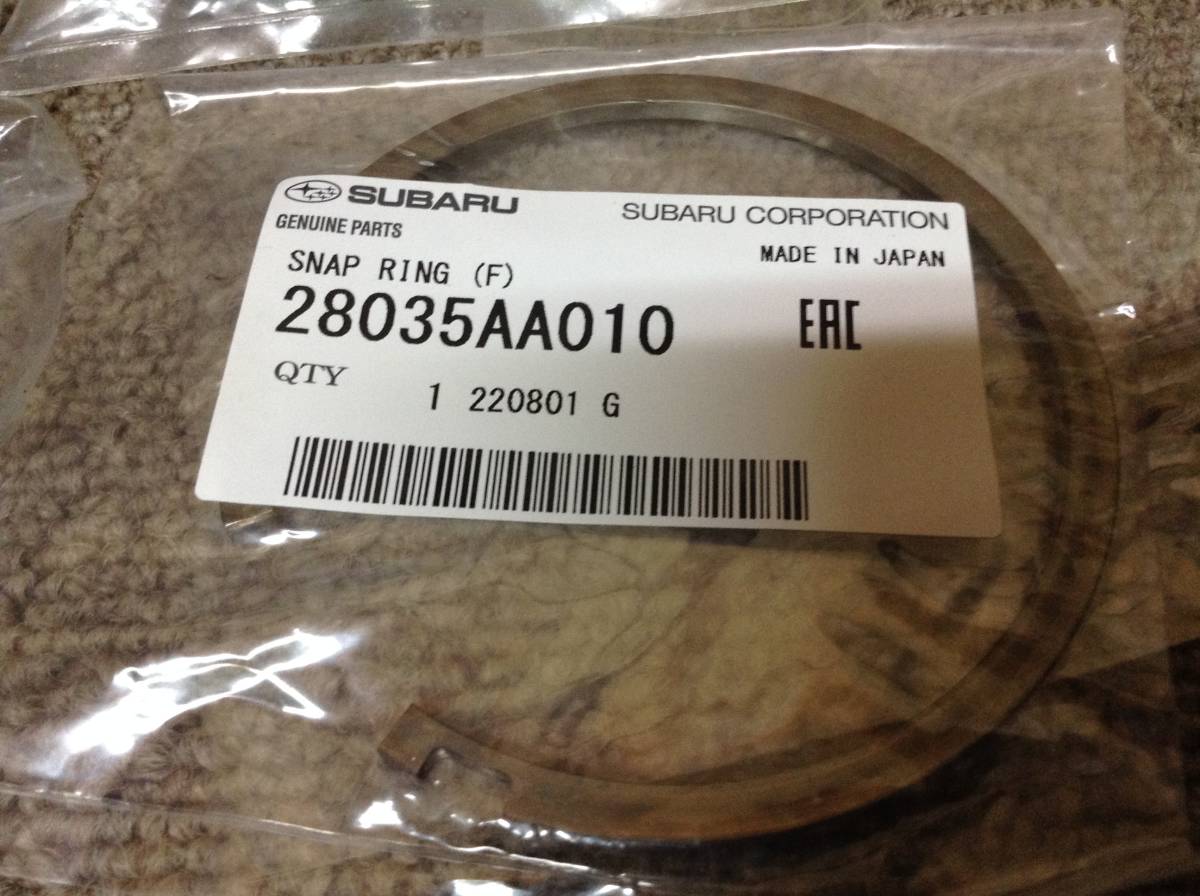 SUBARU SUBARU CORPORATION
GENUINE PARTS
MADE IN JAPAN
SNAP RING (F)
28035AA010 EAC
QTY 1 220801 G